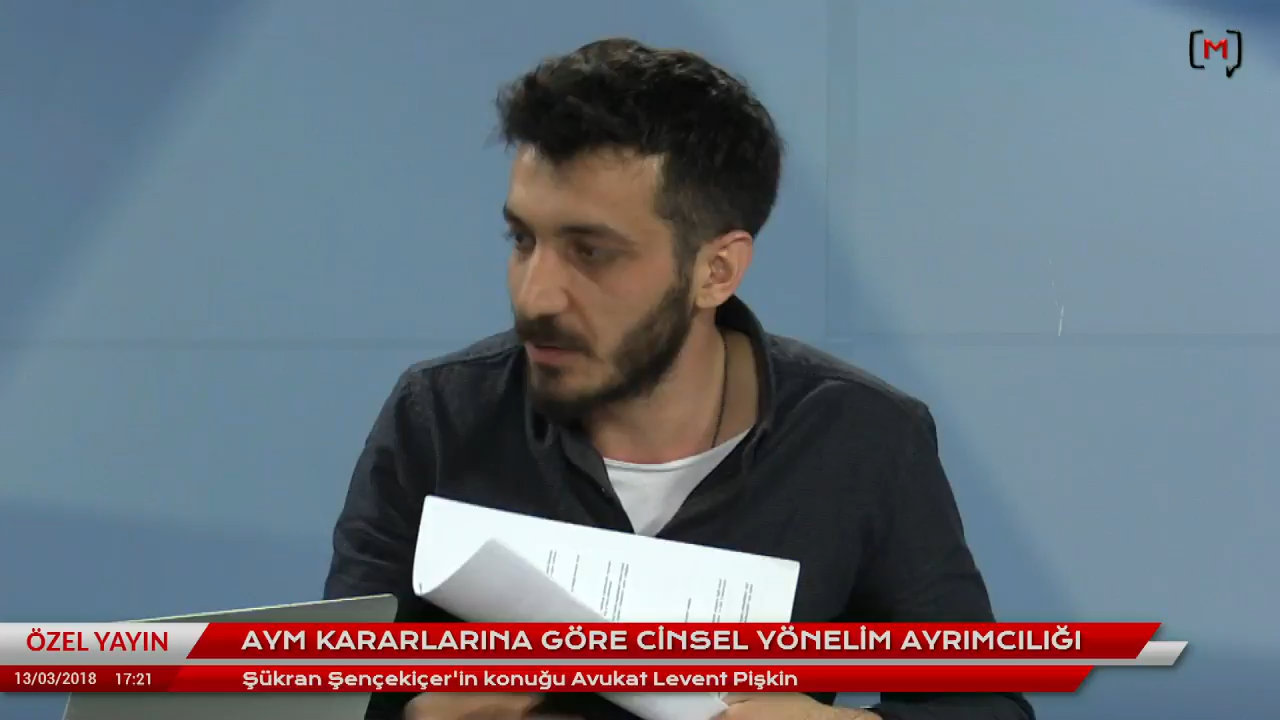 M
ÖZEL YAYIN
AYM KARARLARINA GÖRE CİNSEL YÖNELİM AYRIMCILIĞI
13/03/2018 17:21
Şükran Şençekiçer'in konuğu Avukat Levent Pişkin